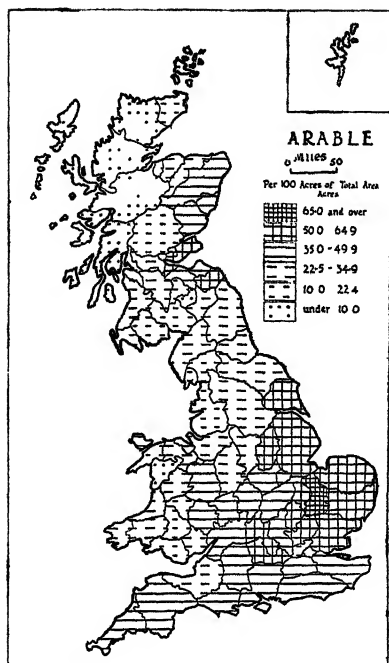 ARABLE
0 Miles 50
Per 100 Acres of Total Area
Acres
65·0 and over
50·0 64·9
35·0 - 49·9
22·5 - 34·9
10·0 22·4
under 10·0